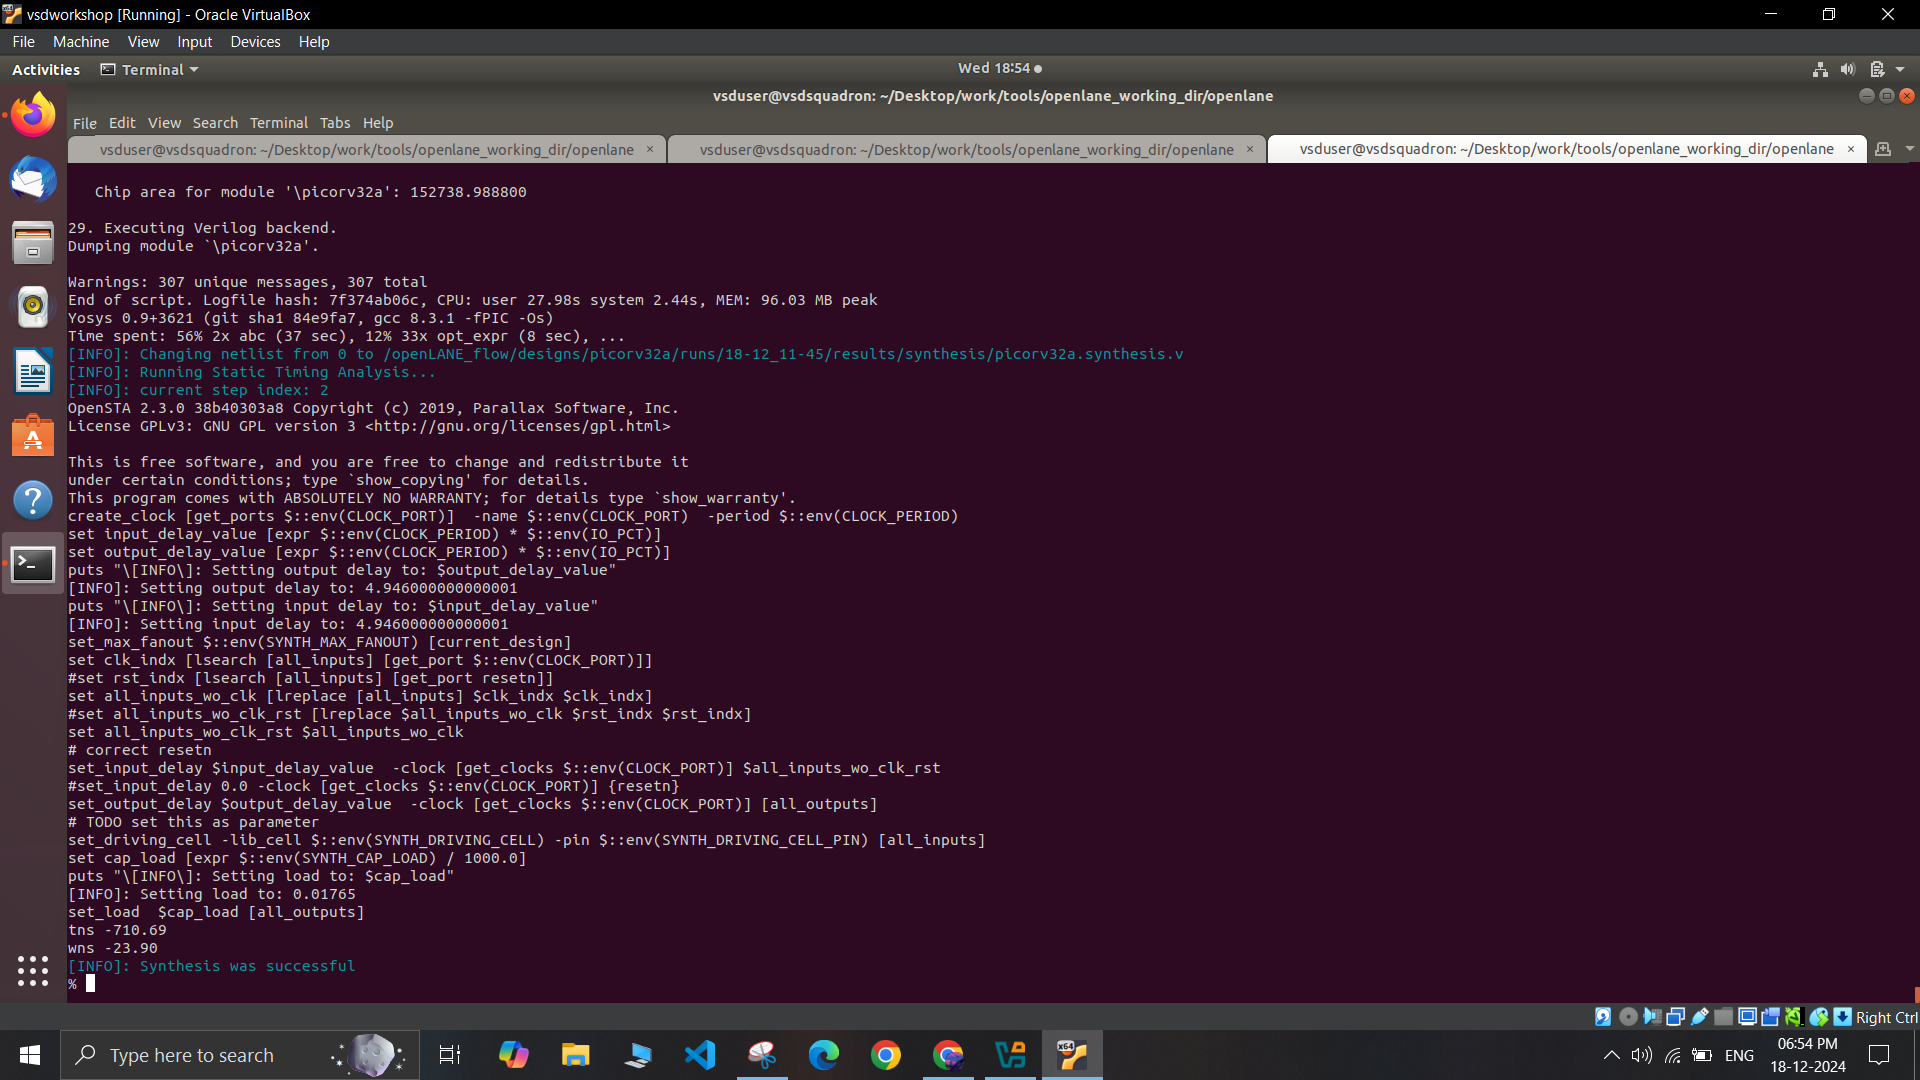 vsdworkshop [Running] - Oracle VirtualBox
File Machine View Input Devices Help
Activities Terminal Wed 18:54
vsduser@vsdsquadron: ~/Desktop/work/tools/openlane_working_dir/openlane
File Edit View Search Terminal Tabs Help
vsduser@vsdsquadron: ~/Desktop/work/tools/openlane_working_dir/openlane × vsduser@vsdsquadron: ~/Desktop/work/tools/openlane_working_dir/openlane × vsduser@vsdsquadron: ~/Desktop/work/tools/openlane_working_dir/openlane ×
Chip area for module '\picorv32a': 152738.988800
29. Executing Verilog backend.
Dumping module `\picorv32a'.
Warnings: 307 unique messages, 307 total
End of script. Logfile hash: 7f374ab06c, CPU: user 27.98s system 2.44s, MEM: 96.03 MB peak
Yosys 0.9+3621 (git sha1 84e9fa7, gcc 8.3.1 -fPIC -Os)
Time spent: 56% 2x abc (37 sec), 12% 33x opt_expr (8 sec), ...
[INFO]: Changing netlist from 0 to /openLANE_flow/designs/picorv32a/runs/18-12_11-45/results/synthesis/picorv32a.synthesis.v
[INFO]: Running Static Timing Analysis...
[INFO]: current step index: 2
OpenSTA 2.3.0 38b40303a8 Copyright (c) 2019, Parallax Software, Inc.
License GPLv3: GNU GPL version 3 <http://gnu.org/licenses/gpl.html>
This is free software, and you are free to change and redistribute it
under certain conditions; type `show_copying' for details.
This program comes with ABSOLUTELY NO WARRANTY; for details type `show_warranty'.
create_clock [get_ports $::env(CLOCK_PORT)]  -name $::env(CLOCK_PORT)  -period $::env(CLOCK_PERIOD)
set input_delay_value [expr $::env(CLOCK_PERIOD) * $::env(IO_PCT)]
set output_delay_value [expr $::env(CLOCK_PERIOD) * $::env(IO_PCT)]
puts "\[INFO\]: Setting output delay to: $output_delay_value"
[INFO]: Setting output delay to: 4.946000000000001
puts "\[INFO\]: Setting input delay to: $input_delay_value"
[INFO]: Setting input delay to: 4.946000000000001
set_max_fanout $::env(SYNTH_MAX_FANOUT) [current_design]
set clk_indx [lsearch [all_inputs] [get_port $::env(CLOCK_PORT)]]
#set rst_indx [lsearch [all_inputs] [get_port resetn]]
set all_inputs_wo_clk [lreplace [all_inputs] $clk_indx $clk_indx]
#set all_inputs_wo_clk_rst [lreplace $all_inputs_wo_clk $rst_indx $rst_indx]
set all_inputs_wo_clk_rst $all_inputs_wo_clk
# correct resetn
set_input_delay $input_delay_value  -clock [get_clocks $::env(CLOCK_PORT)] $all_inputs_wo_clk_rst
#set_input_delay 0.0 -clock [get_clocks $::env(CLOCK_PORT)] {resetn}
set_output_delay $output_delay_value  -clock [get_clocks $::env(CLOCK_PORT)] [all_outputs]
# TODO set this as parameter
set_driving_cell -lib_cell $::env(SYNTH_DRIVING_CELL) -pin $::env(SYNTH_DRIVING_CELL_PIN) [all_inputs]
set cap_load [expr $::env(SYNTH_CAP_LOAD) / 1000.0]
puts "\[INFO\]: Setting load to: $cap_load"
[INFO]: Setting load to: 0.01765
set_load  $cap_load [all_outputs]
tns -710.69
wns -23.90
[INFO]: Synthesis was successful
%
Right Ctrl
Type here to search
ENG
06:54 PM
18-12-2024